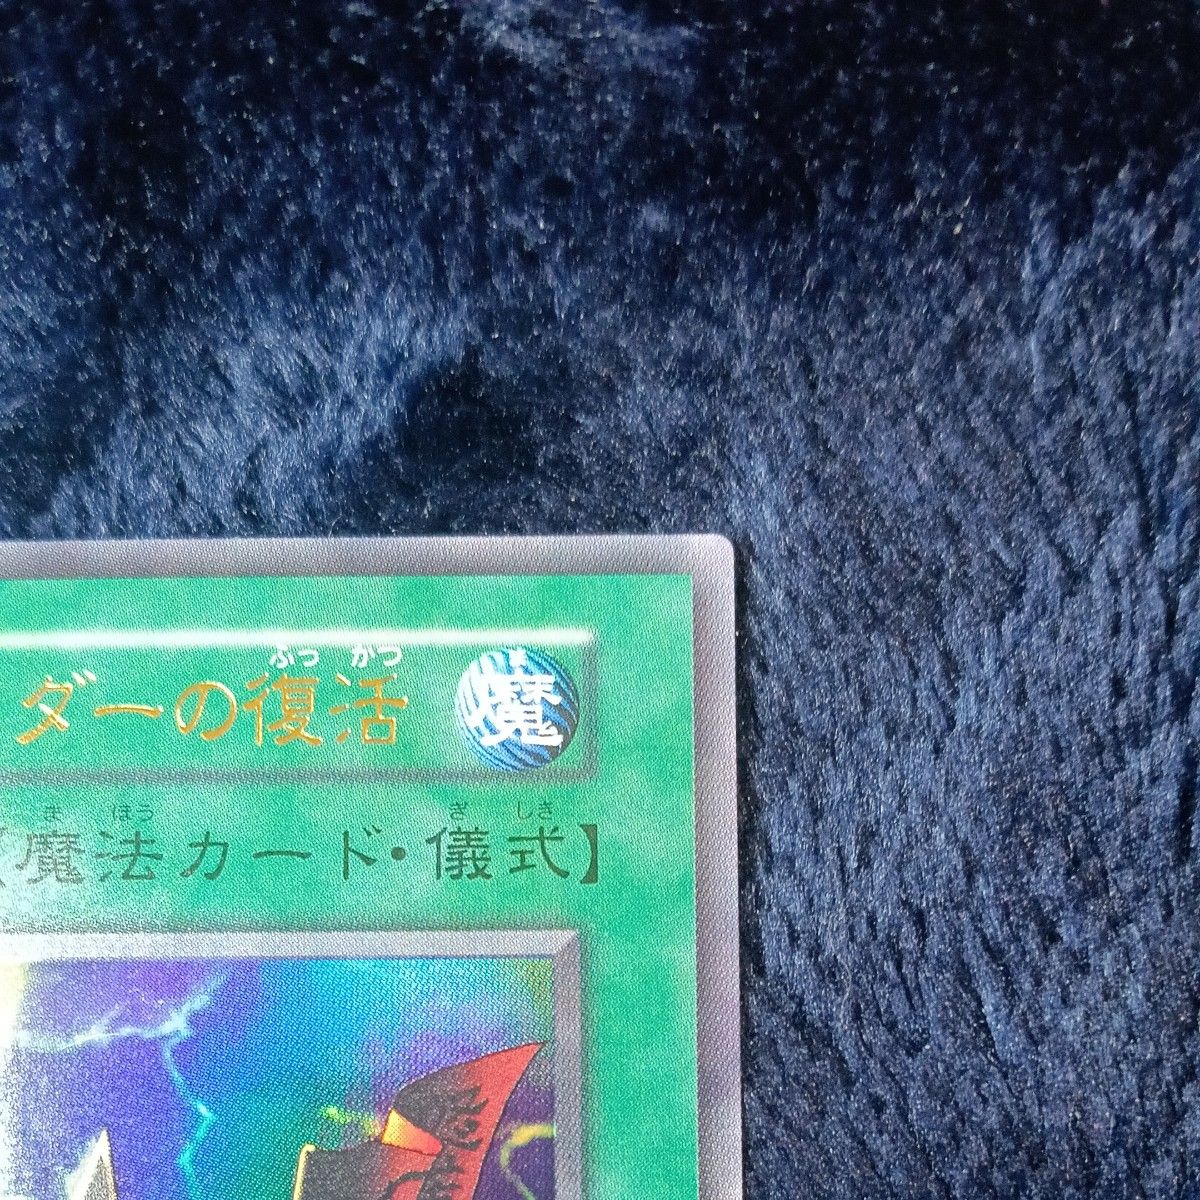 ふっかつ
ダーの復活
魔
まほう ぎしき
【魔法カード・儀式】